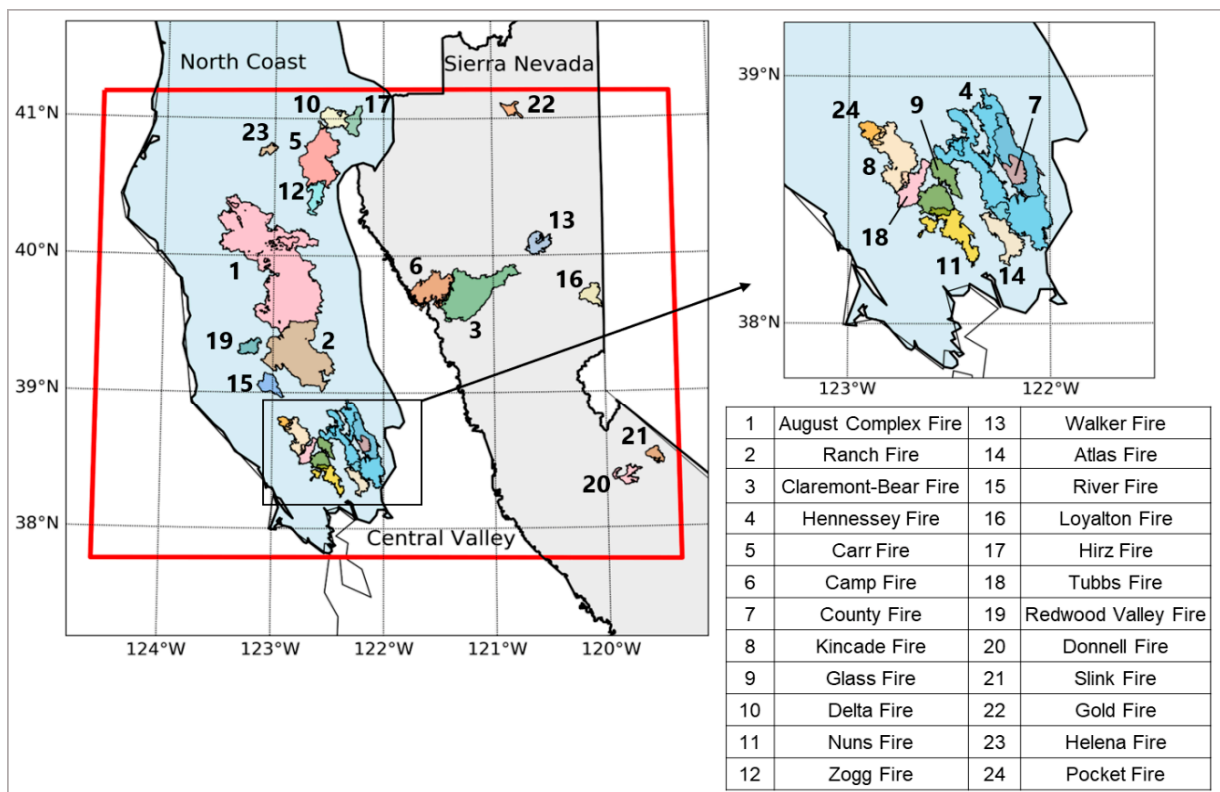 North Coast
Sierra Nevada
Central Valley
41°N
40°N
39°N
38°N
124°W
123°W
122°W
121°W
120°W
10
17
22
23
5
12
1
13
6
16
3
19
2
15
21
20
39°N
38°N
123°W
122°W
24
9
4
7
8
18
11
14
1 August Complex Fire 13 Walker Fire
2 Ranch Fire 14 Atlas Fire
3 Claremont-Bear Fire 15 River Fire
4 Hennessey Fire 16 Loyalton Fire
5 Carr Fire 17 Hirz Fire
6 Camp Fire 18 Tubbs Fire
7 County Fire 19 Redwood Valley Fire
8 Kincade Fire 20 Donnell Fire
9 Glass Fire 21 Slink Fire
10 Delta Fire 22 Gold Fire
11 Nuns Fire 23 Helena Fire
12 Zogg Fire 24 Pocket Fire